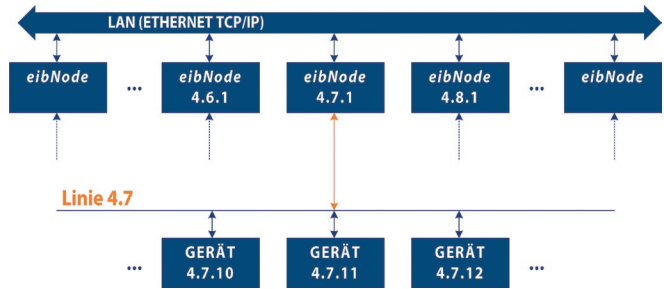 LAN (ETHERNET TCP/IP)
eibNode ... eibNode eibNode eibNode ... eibNode
4.6.1 4.7.1 4.8.1
Linie 4.7
GERÄT GERÄT GERÄT
... 4.7.10 4.7.11 4.7.12 ...